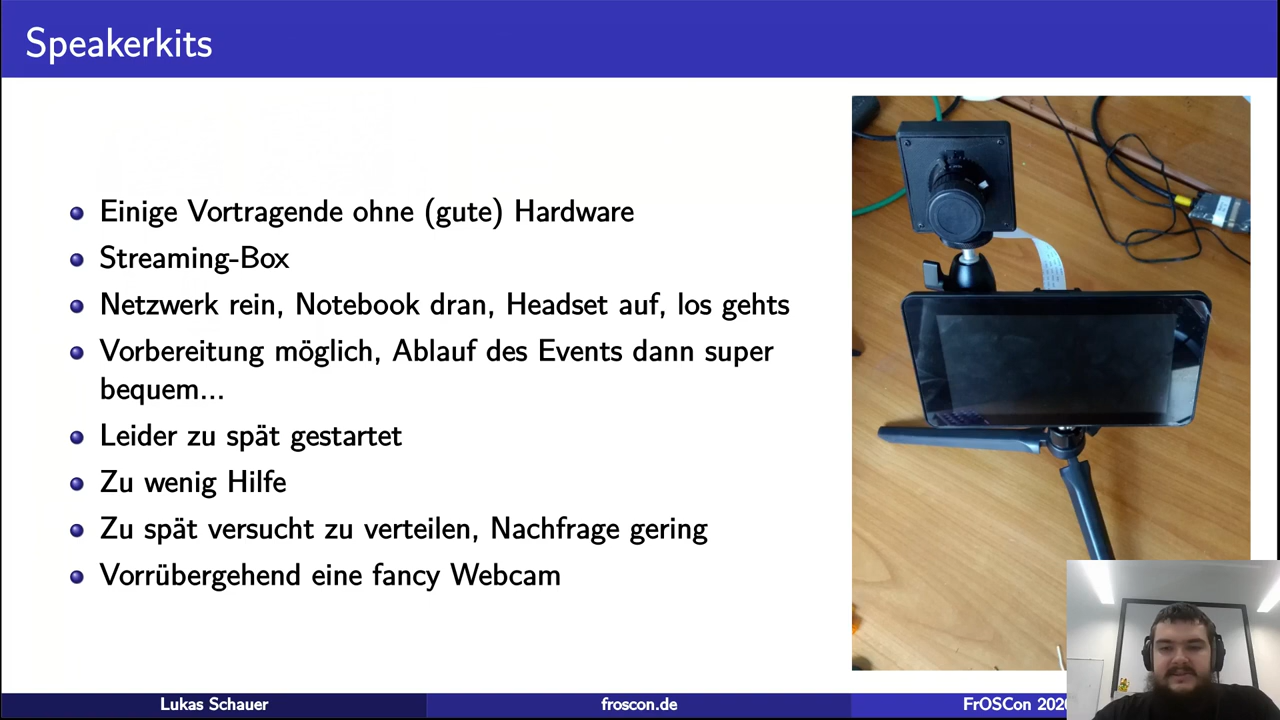 Speakerkits
Einige Vortragende ohne (gute) Hardware
Streaming-Box
Netzwerk rein, Notebook dran, Headset auf, los gehts
Vorbereitung möglich, Ablauf des Events dann super
bequem...
Leider zu spät gestartet
Zu wenig Hilfe
Zu spät versucht zu verteilen, Nachfrage gering
Vorrübergehend eine fancy Webcam
Lukas Schauer
froscon.de
FrOSCon